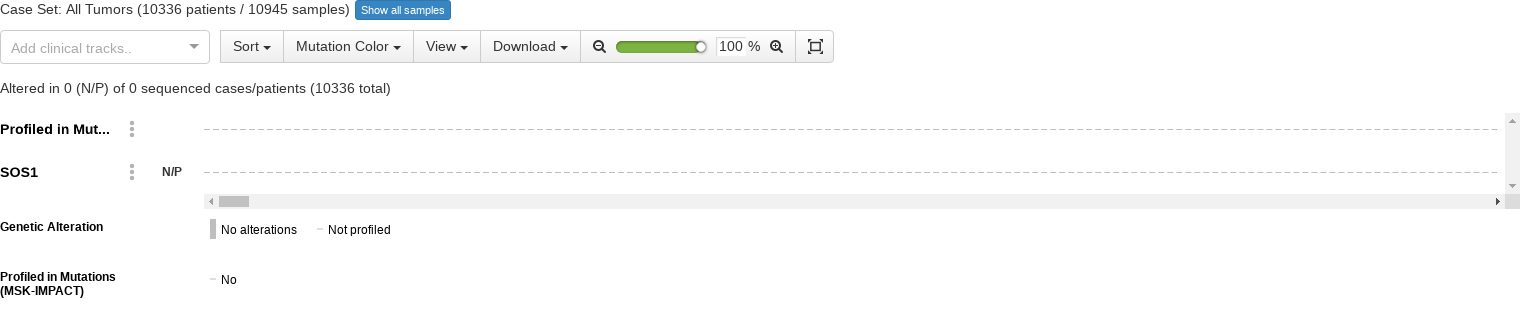 Case Set: All Tumors (10336 patients / 10945 samples) Show all samples
Add clinical tracks.. Sort Mutation Color View Download 100 %
Altered in 0 (N/P) of 0 sequenced cases/patients (10336 total)
Profiled in Mut...
SOS1 N/P
Genetic Alteration No alterations Not profiled
Profiled in Mutations No
(MSK-IMPACT)